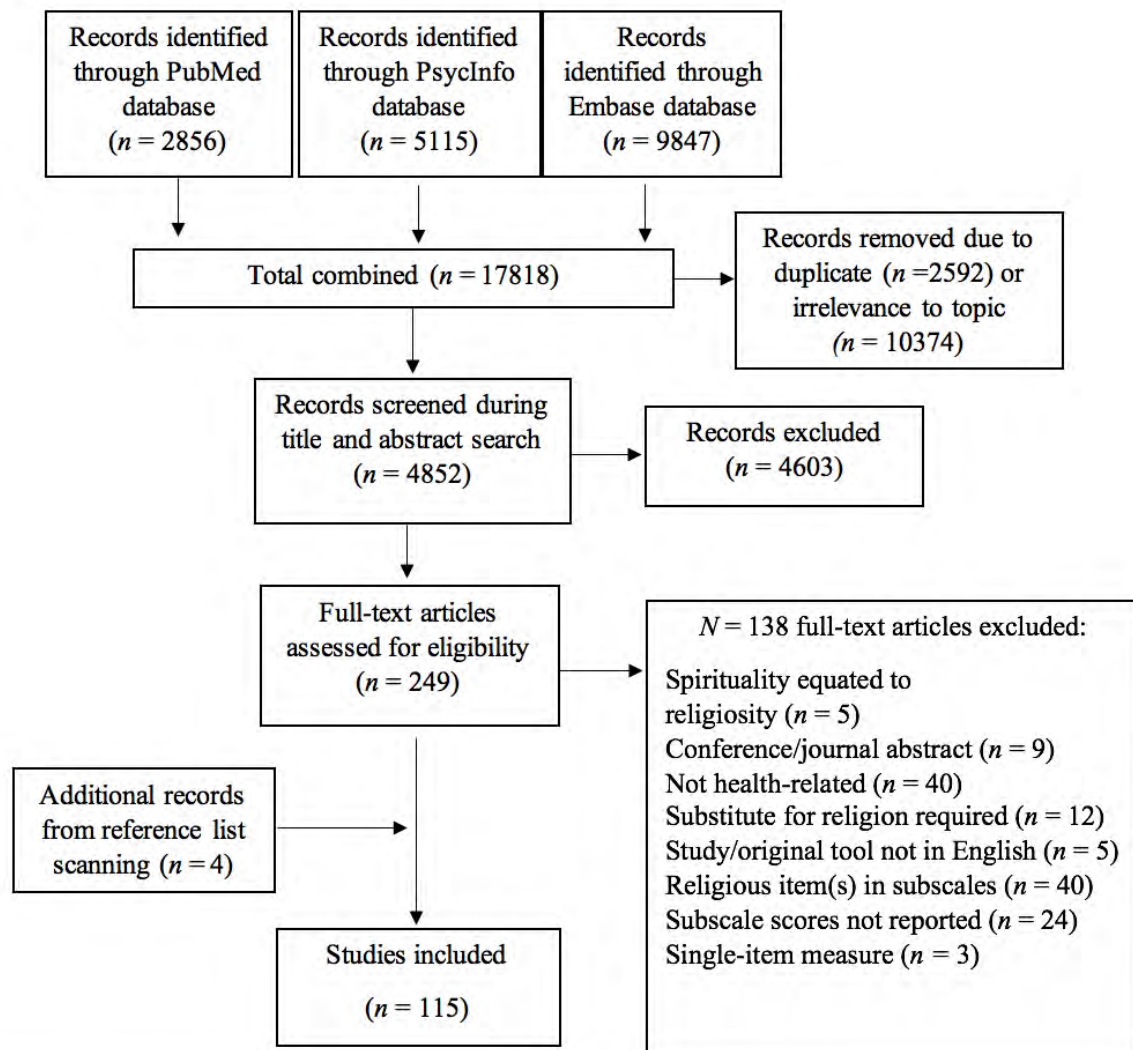 Records identified
through PubMed
database
(n = 2856)
Records identified
through PsycInfo
database
(n = 5115)
Records
identified through
Embase database
(n = 9847)
Total combined (n = 17818)
Records removed due to
duplicate (n =2592) or
irrelevance to topic
(n = 10374)
Records screened during
title and abstract search
(n = 4852)
Records excluded
(n = 4603)
Full-text articles
assessed for eligibility
(n = 249)
N = 138 full-text articles excluded:
Spirituality equated to
religiosity (n = 5)
Conference/journal abstract (n = 9)
Not health-related (n = 40)
Substitute for religion required (n = 12)
Study/original tool not in English (n = 5)
Religious item(s) in subscales (n = 40)
Subscale scores not reported (n = 24)
Single-item measure (n = 3)
Additional records
from reference list
scanning (n = 4)
Studies included
(n = 115)